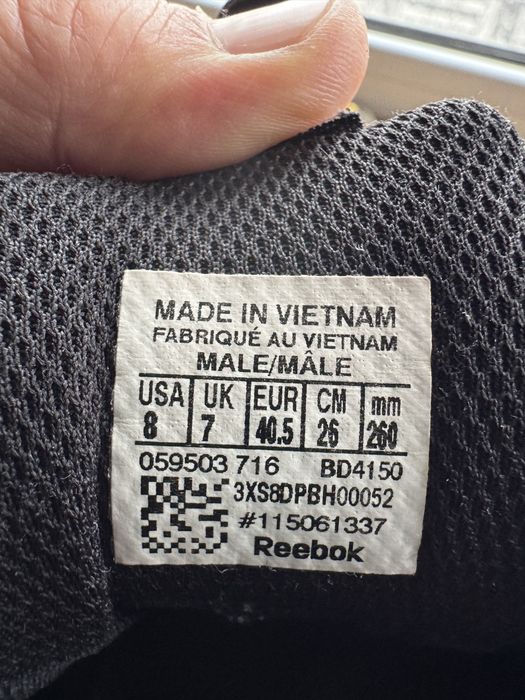 MADE IN VIETNAM
FABRIQUÉ AU VIETNAM
MALE/MÂLE
USA UK EUR CM mm
8 7 40.5 26 260
059503 716 BD4150
3XS8DPBH00052
#115061337
Reebok